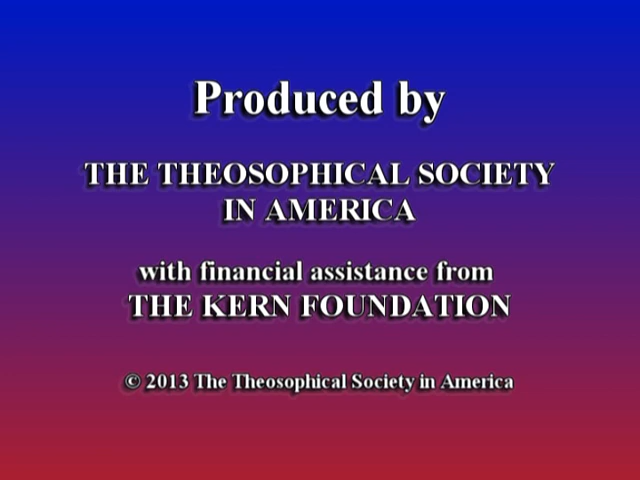 Produced by
THE THEOSOPHICAL SOCIETY
IN AMERICA
with financial assistance from
THE KERN FOUNDATION
© 2013 The Theosophical Society in America